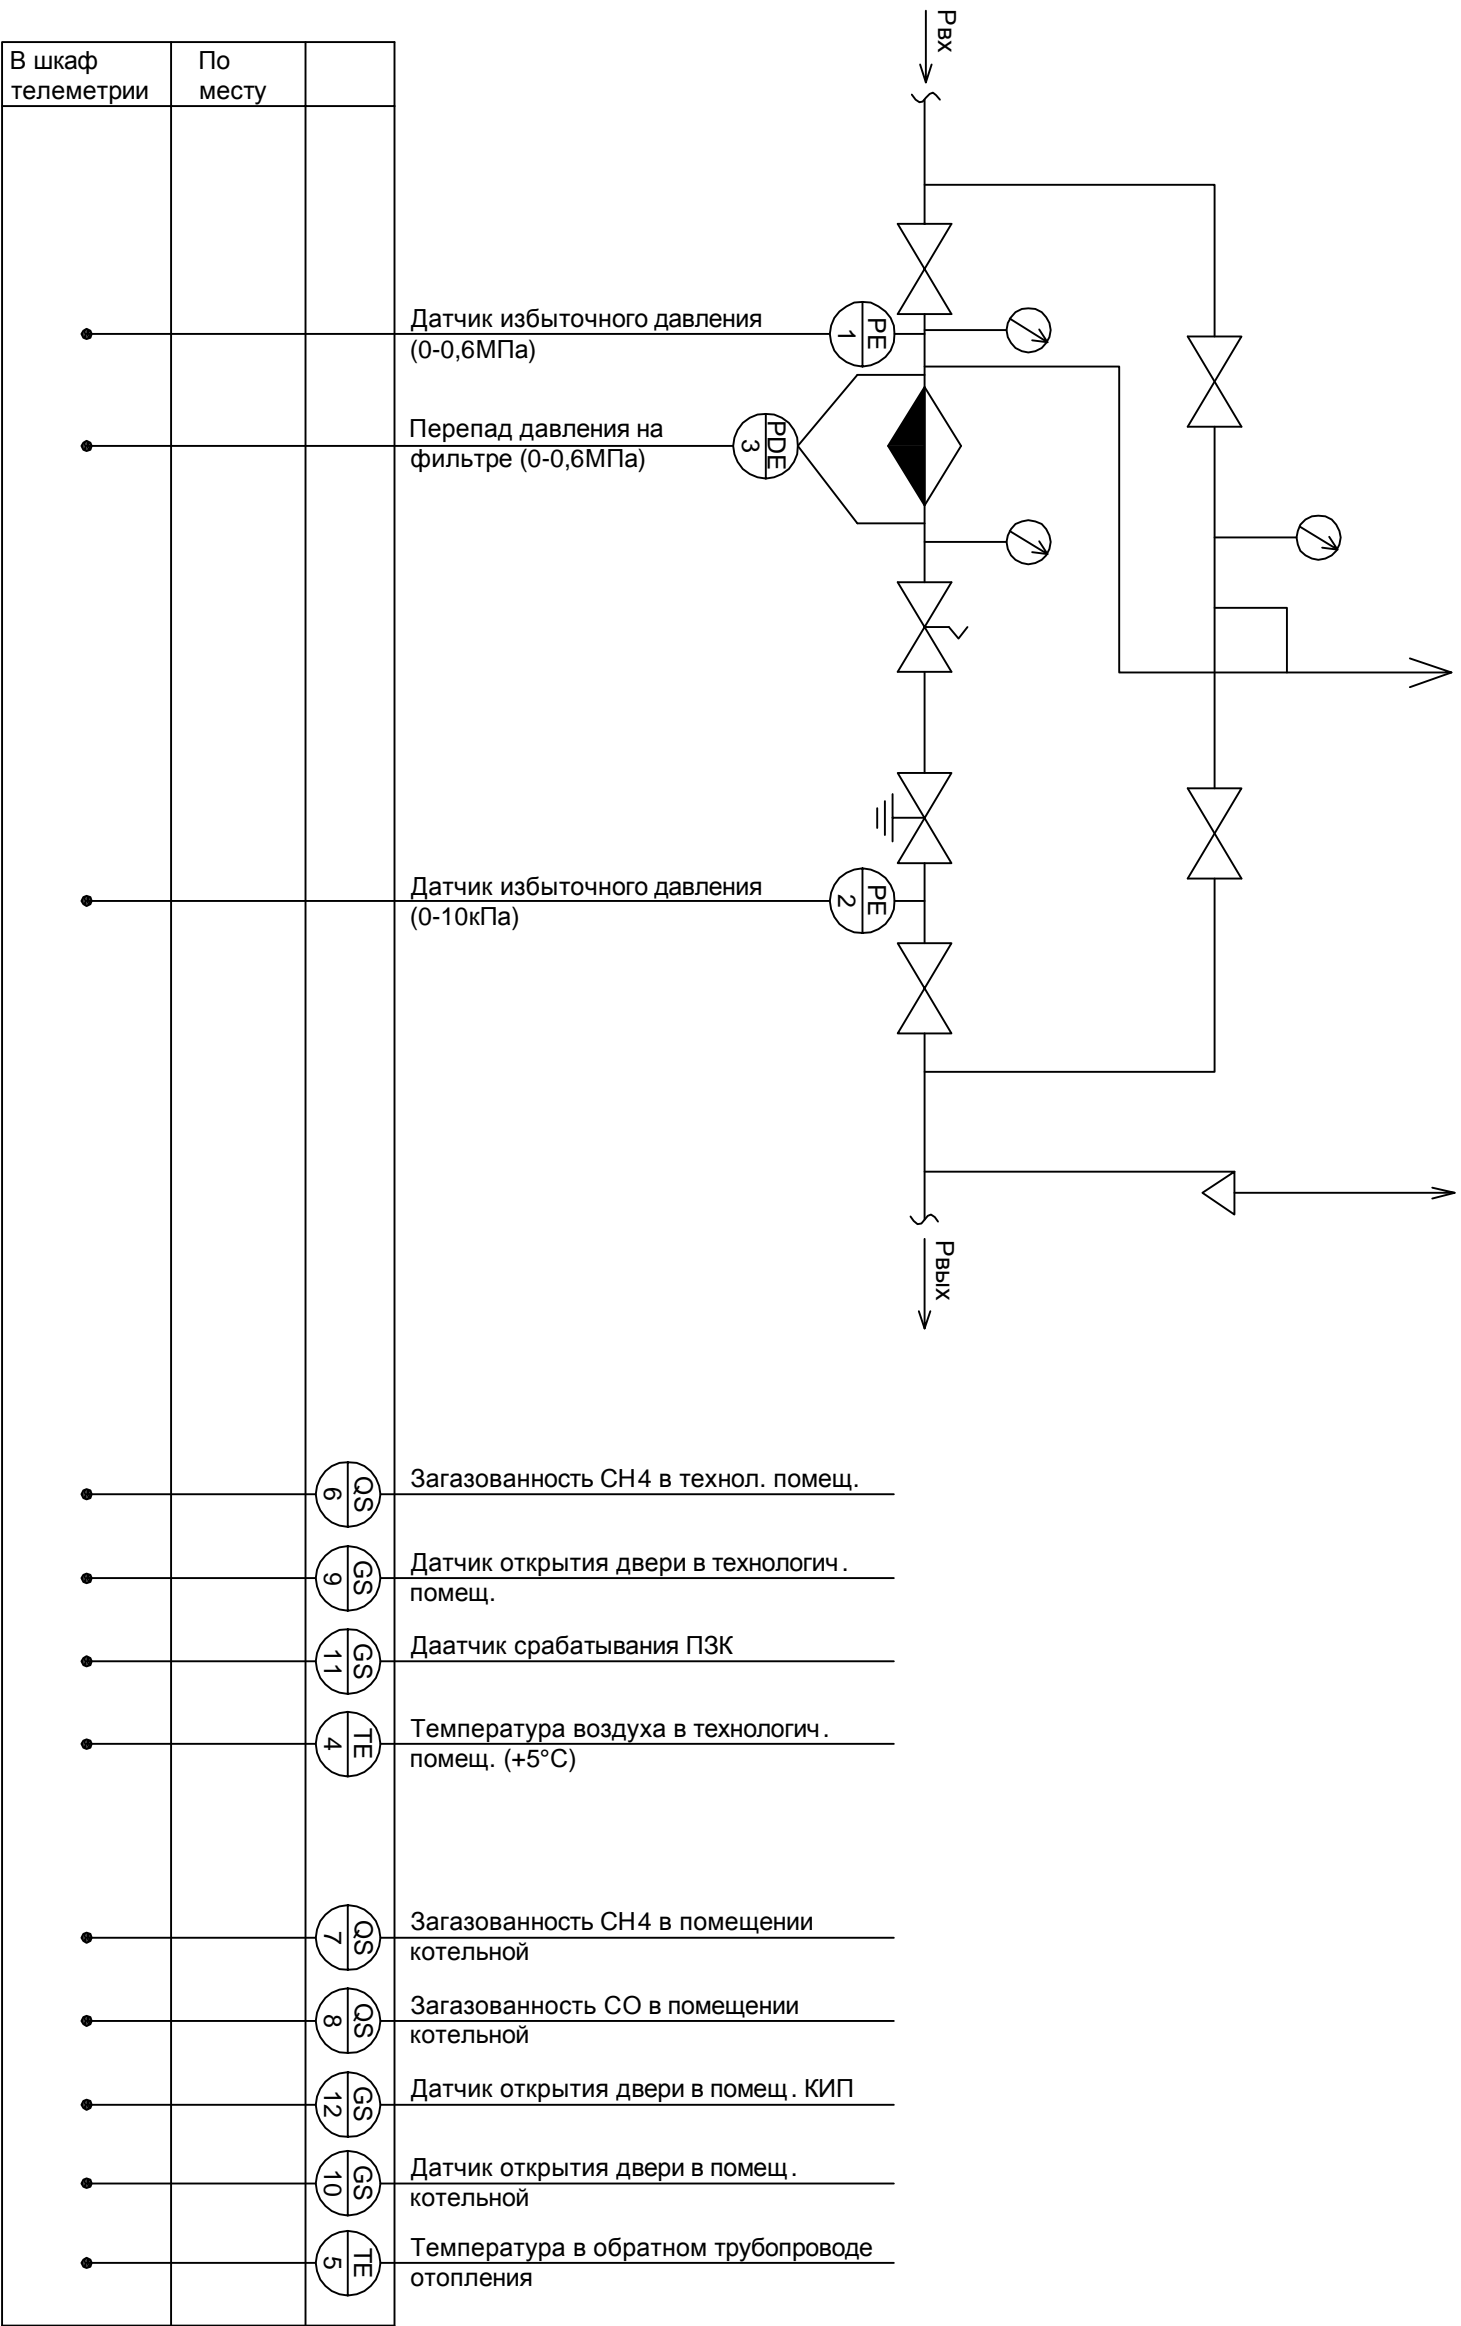 Pвх
В шкаф
телеметрии
По
месту
Датчик избыточного давления
(0-0,6МПа)
PE
1
Перепад давления на
фильтре (0-0,6МПа)
PDE
3
Датчик избыточного давления
(0-10кПа)
PE
2
Pвых
QS
6
Загазованность CH4 в технол. помещ.
GS
9
Датчик открытия двери в технологич.
помещ.
GS
11
Даатчик срабатывания ПЗК
TE
4
Температура воздуха в технологич.
помещ. (+5°C)
QS
7
Загазованность CH4 в помещении
котельной
QS
8
Загазованность CO в помещении
котельной
GS
12
Датчик открытия двери в помещ. КИП
GS
10
Датчик открытия двери в помещ.
котельной
TE
5
Температура в обратном трубопроводе
отопления